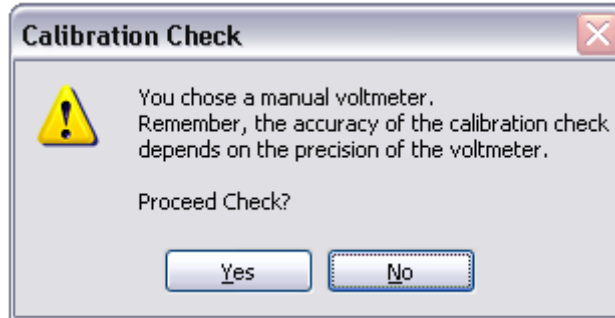 Calibration Check
You chose a manual voltmeter.
Remember, the accuracy of the calibration check
depends on the precision of the voltmeter.
Proceed Check?
Yes
No